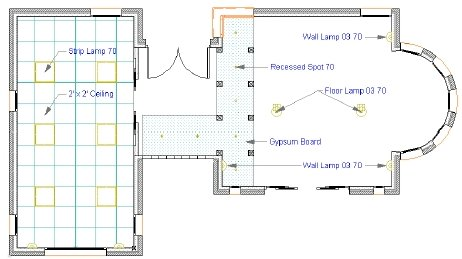 Wall Lamp 03 70
Strip Lamp 70
Recessed Spot 70
2' x 2' Ceiling
Floor Lamp 03 70
Gypsum Board
Wall Lamp 03 70